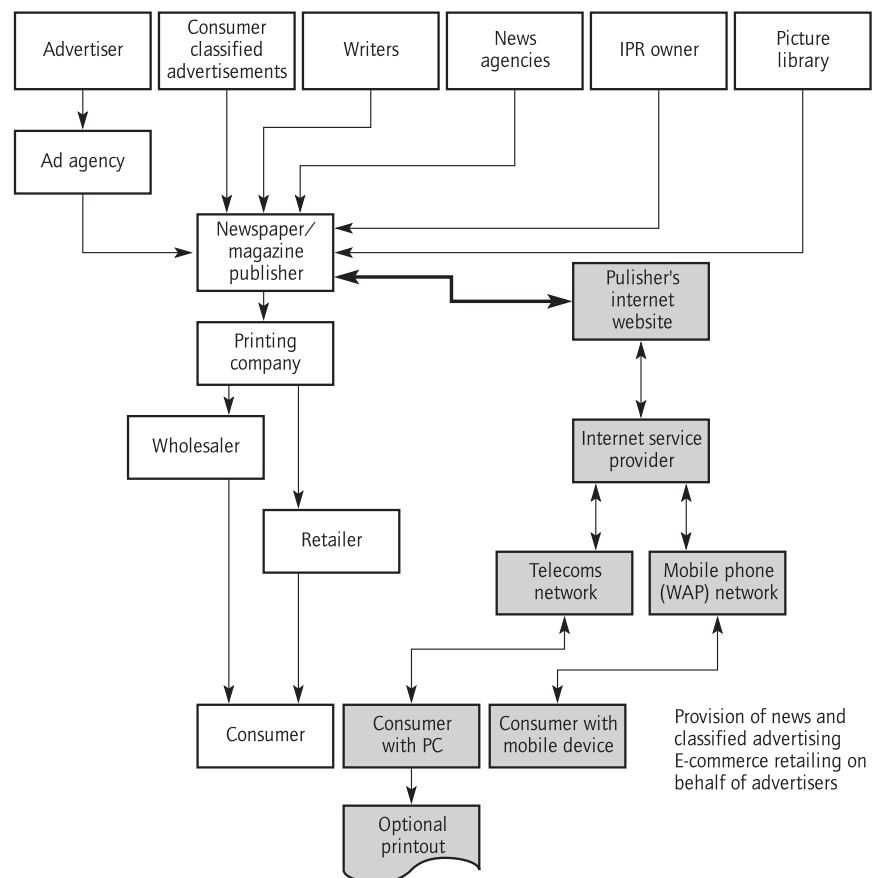 Advertiser
Consumer
classified
advertisements
Writers
News
agencies
IPR owner
Picture
library
Ad agency
Newspaper/
magazine
publisher
Pulisher's
internet
website
Printing
company
Internet service
provider
Wholesaler
Retailer
Telecoms
network
Mobile phone
(WAP) network
Consumer
Consumer
with PC
Consumer with
mobile device
Provision of news and
classified advertising
E-commerce retailing on
behalf of advertisers
Optional
printout